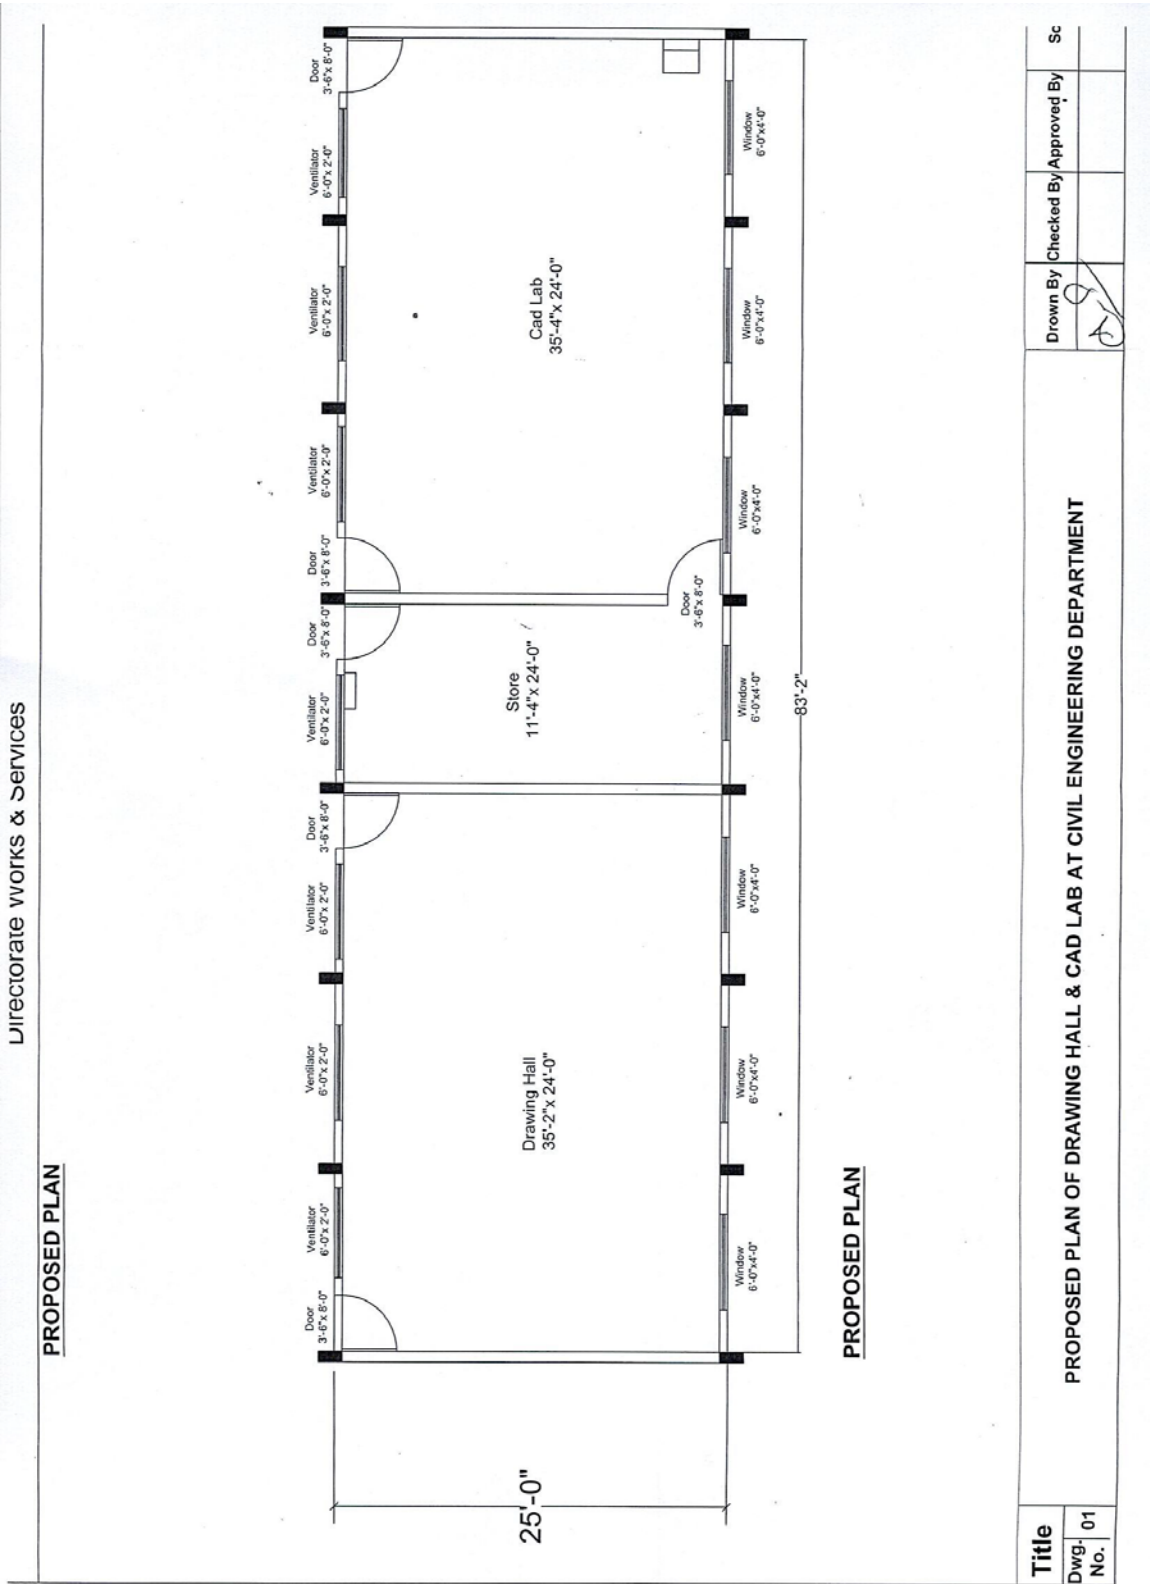 Directorate Works & Services
PROPOSED PLAN
Door
3'-6"x 8'-0"
Ventilator
6'-0"x 2'-0"
Ventilator
6'-0"x 2'-0"
Ventilator
6'-0"x 2'-0"
Door
3'-6"x 8'-0"
Ventilator
6'-0"x 2'-0"
Door
3'-6"x 8'-0"
Door
3'-6"x 8'-0"
Ventilator
6'-0"x 2'-0"
Ventilator
6'-0"x 2'-0"
Ventilator
6'-0"x 2'-0"
Door
3'-6"x 8'-0"
25'-0"
Drawing Hall
35'-2"x 24'-0"
Store
11'-4"x 24'-0"
Cad Lab
35'-4"x 24'-0"
Door
3'-6"x 8'-0"
Window
6'-0"x4'-0"
Window
6'-0"x4'-0"
Window
6'-0"x4'-0"
Window
6'-0"x4'-0"
Window
6'-0"x4'-0"
Window
6'-0"x4'-0"
Window
6'-0"x4'-0"
83'-2"
PROPOSED PLAN
Title
Dwg. No.
01
PROPOSED PLAN OF DRAWING HALL & CAD LAB AT CIVIL ENGINEERING DEPARTMENT
Drown By
Checked By
Approved By
Sc